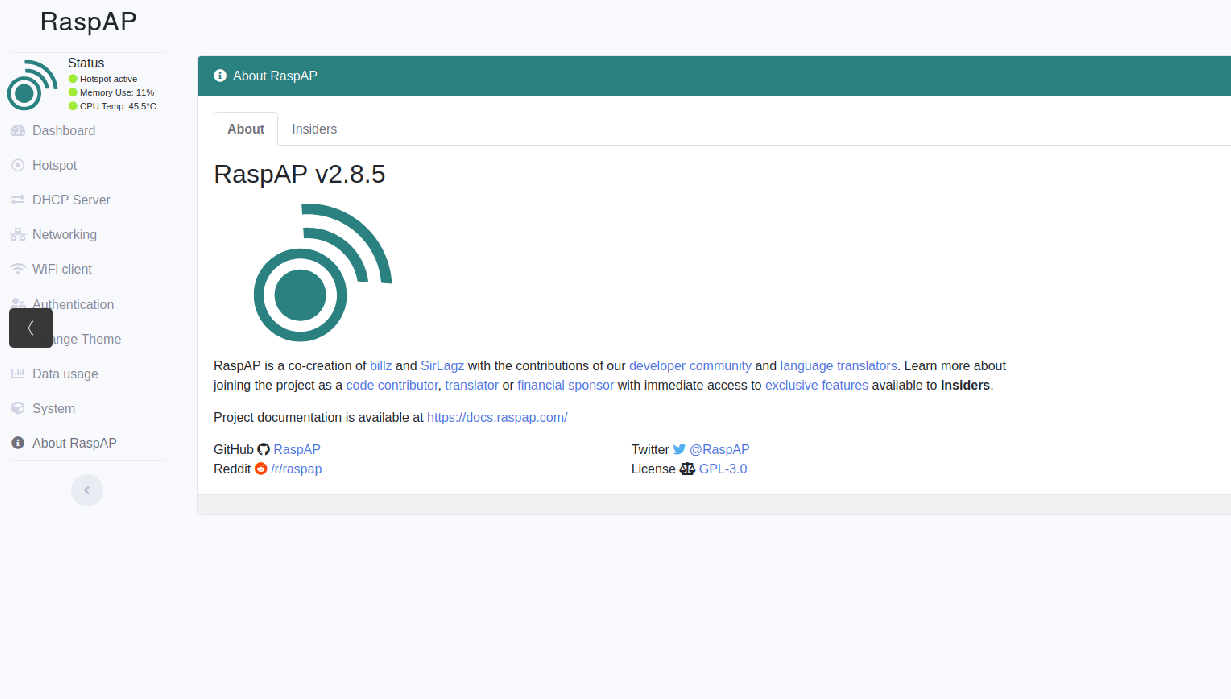 RaspAP
Status
Hotspot active
Memory Use: 11%
CPU Temp: 45.5°C
Dashboard
Hotspot
DHCP Server
Networking
WiFi client
Authentication
ange Theme
Data usage
System
About RaspAP
About RaspAP
About Insiders
RaspAP v2.8.5
RaspAP is a co-creation of billz and SirLagz with the contributions of our developer community and language translators. Learn more about
joining the project as a code contributor, translator or financial sponsor with immediate access to exclusive features available to Insiders.
Project documentation is available at https://docs.raspap.com/
GitHub RaspAP
Reddit /r/raspap
Twitter @RaspAP
License GPL-3.0